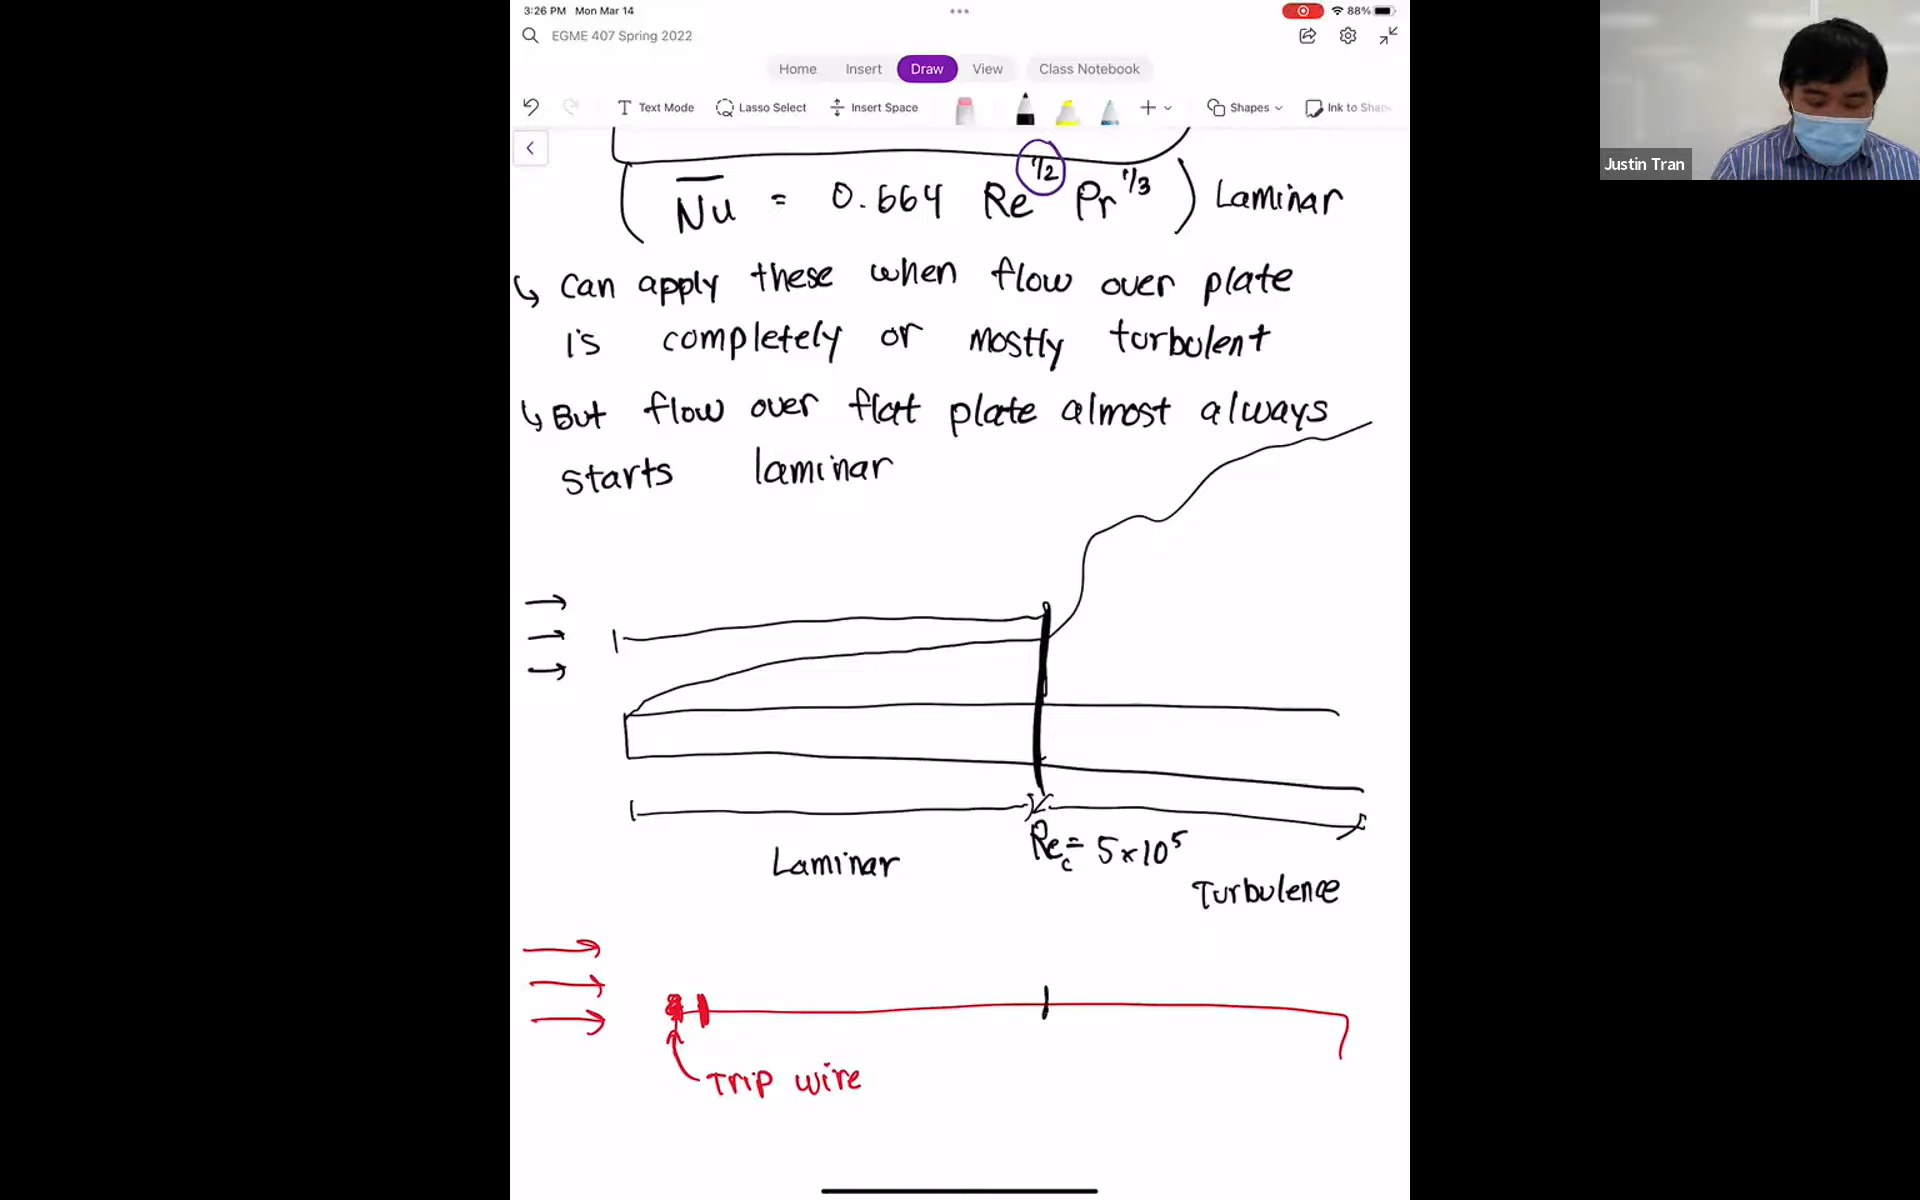 3:26 PM Mon Mar 14
88%
EGME 407 Spring 2022
Home Insert Draw View Class Notebook
Text Mode Lasso Select Insert Space Shapes Ink to Shap
Justin Tran
( Nu = 0.664 Re^1/2 Pr^1/3 ) Laminar
↳ Can apply these when flow over plate
is completely or mostly turbulent
↳ But flow over flat plate almost always
starts laminar
Re_c = 5×10^5
Laminar
Turbulence
Trip wire